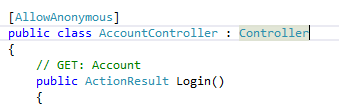 [AllowAnonymous]
public class AccountController : Controller
{
// GET: Account
public ActionResult Login()
{